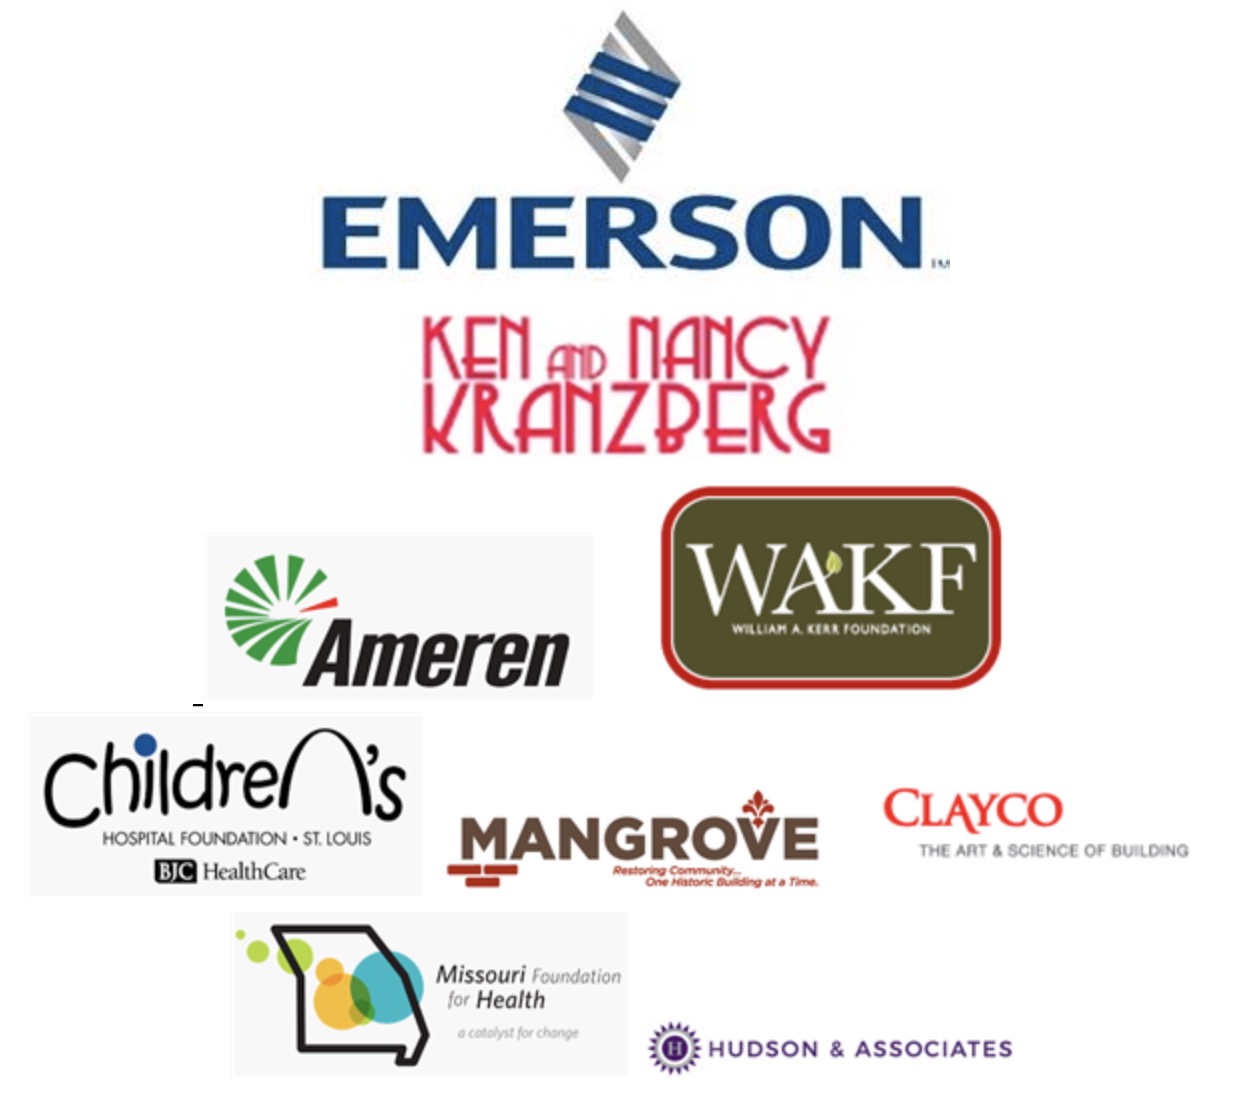 EMERSON
TM
KEN AND NANCY
KRANZBERG
Ameren
WAKF
WILLIAM A. KERR FOUNDATION
Children's
HOSPITAL FOUNDATION • ST. LOUIS
BJC HealthCare
MANGROVE
Restoring Community...
One Historic Building at a Time.
CLAYCO
THE ART & SCIENCE OF BUILDING
Missouri Foundation
for Health
a catalyst for change
H HUDSON & ASSOCIATES